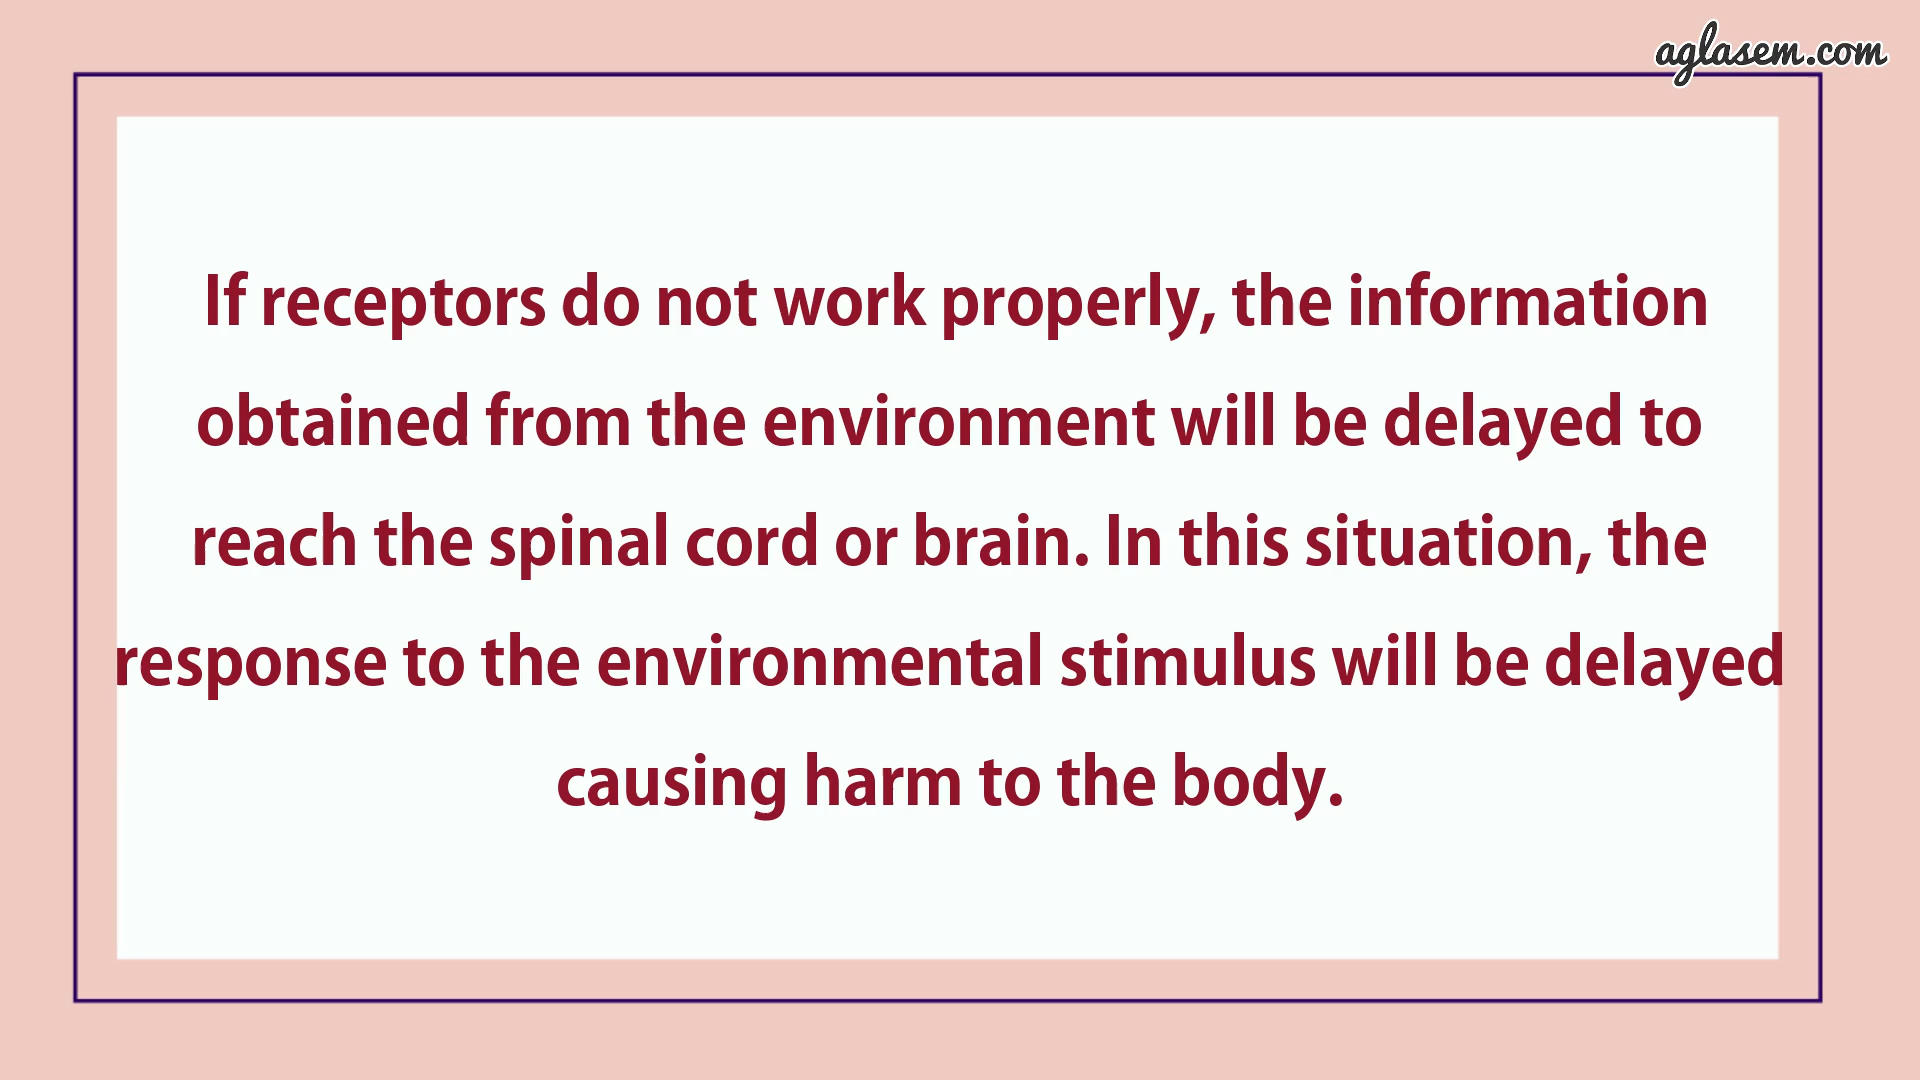 aglasem.com
If receptors do not work properly, the information
obtained from the environment will be delayed to
reach the spinal cord or brain. In this situation, the
response to the environmental stimulus will be delayed
causing harm to the body.